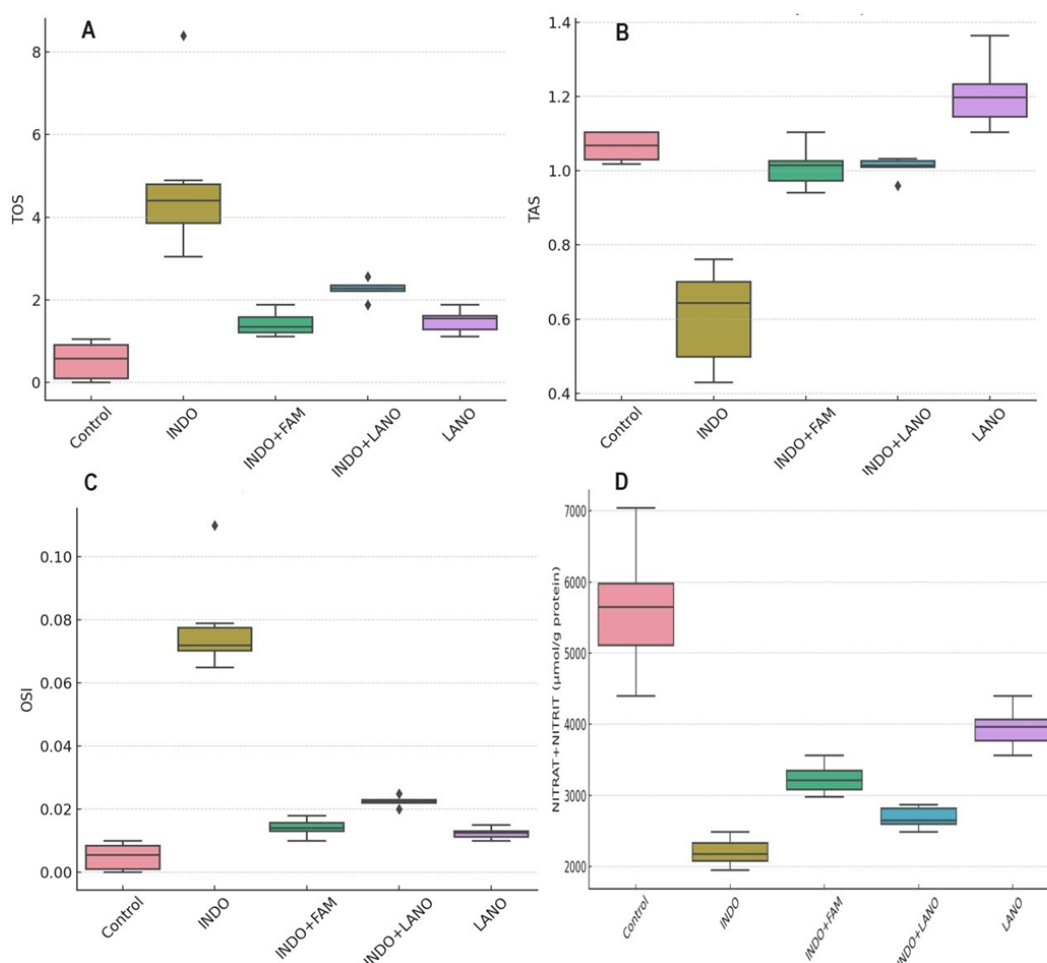 A
TOS
8
6
4
2
0
Control
INDO
INDO+FAM
INDO+LANO
LANO
B
TAS
1.4
1.2
1.0
0.8
0.6
0.4
Control
INDO
INDO+FAM
INDO+LANO
LANO
C
OSI
0.10
0.08
0.06
0.04
0.02
0.00
Control
INDO
INDO+FAM
INDO+LANO
LANO
D
NITRAT+NITRIT (μmol/g protein)
7000
6000
5000
4000
3000
2000
Control
INDO
INDO+FAM
INDO+LANO
LANO